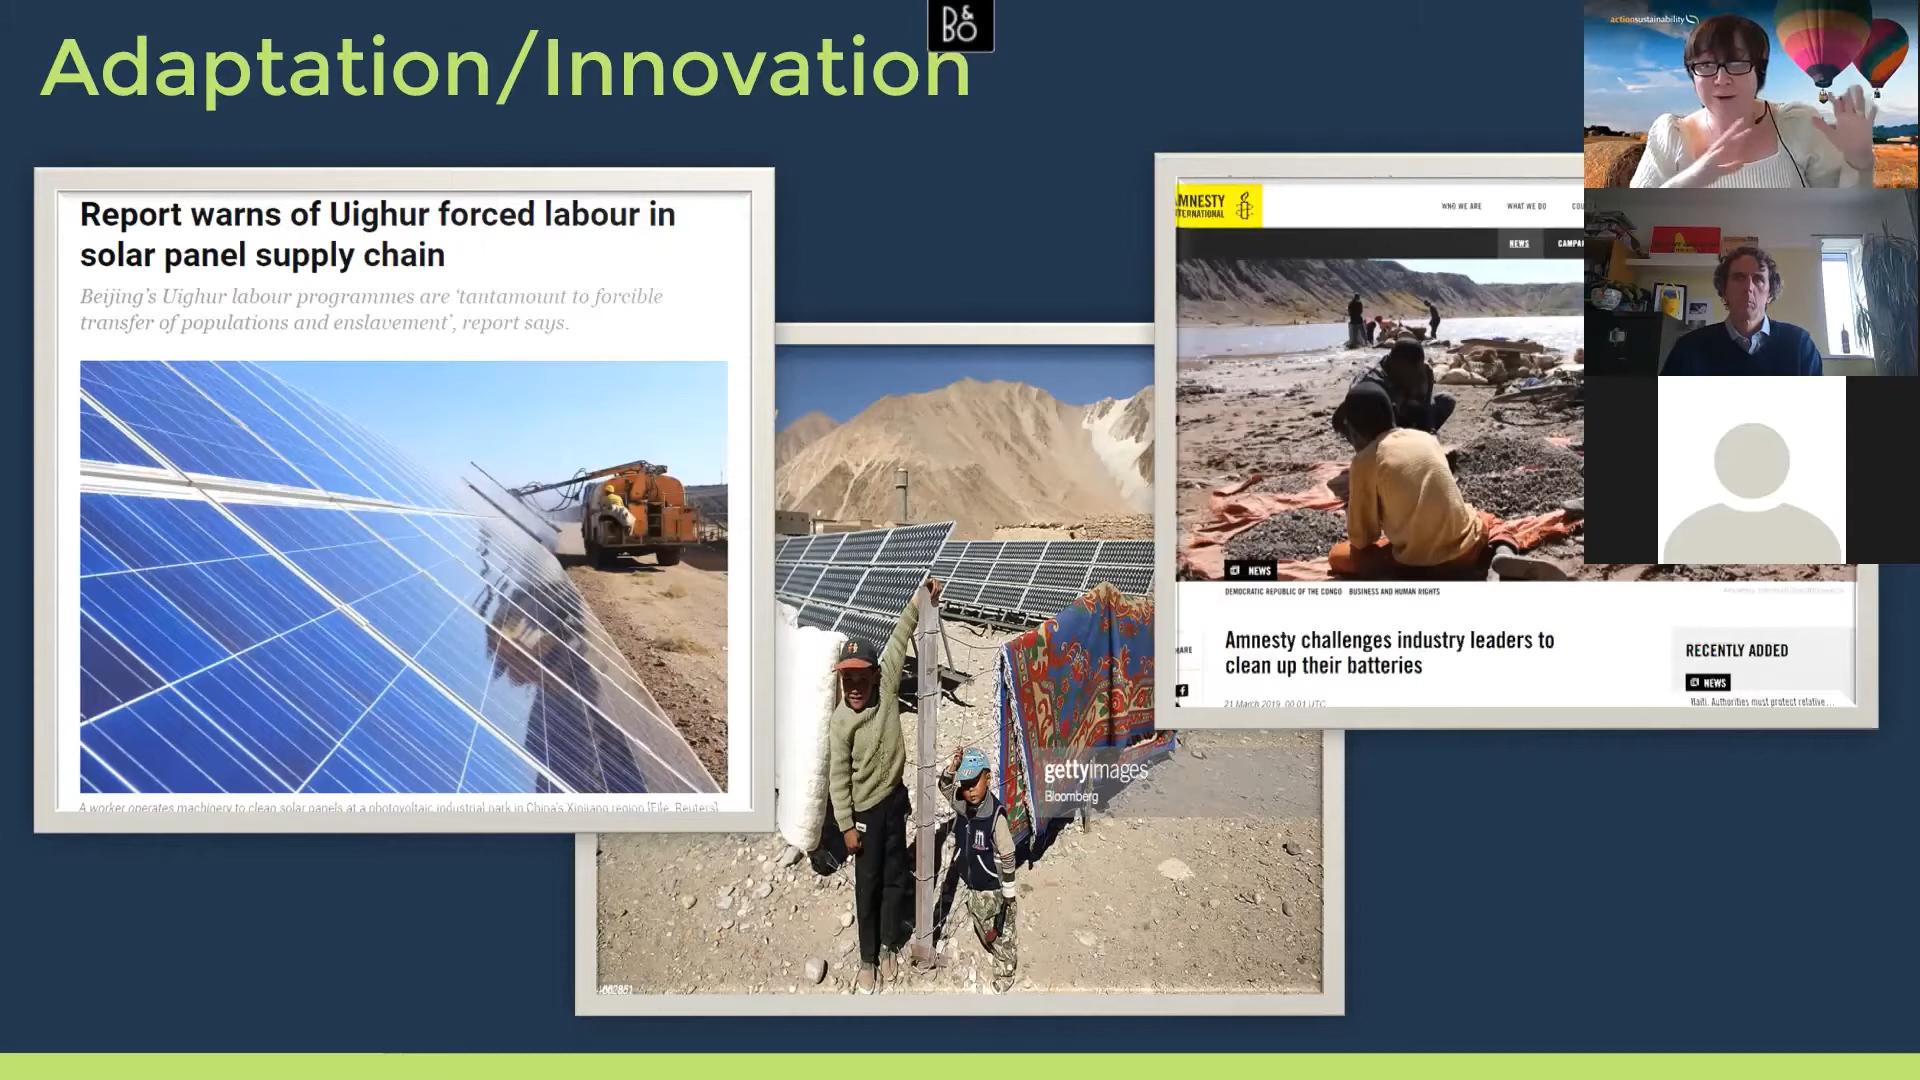 Adaptation/Innovation
B&O
actionsustainability
Report warns of Uighur forced labour in
solar panel supply chain
Beijing's Uighur labour programmes are 'tantamount to forcible
transfer of populations and enslavement', report says.
A worker operates machinery to clean solar panels at a photovoltaic industrial park in China's Xinjiang region [File: Reuters]
gettyimages
Bloomberg
AMNESTY
INTERNATIONAL
WHO WE ARE
WHAT WE DO
NEWS
NEWS
DEMOCRATIC REPUBLIC OF THE CONGO BUSINESS AND HUMAN RIGHTS
Amnesty challenges industry leaders to
clean up their batteries
21 March 2019, 00:01 UTC
RECENTLY ADDED
NEWS
Haiti. Authorities must protect relative...